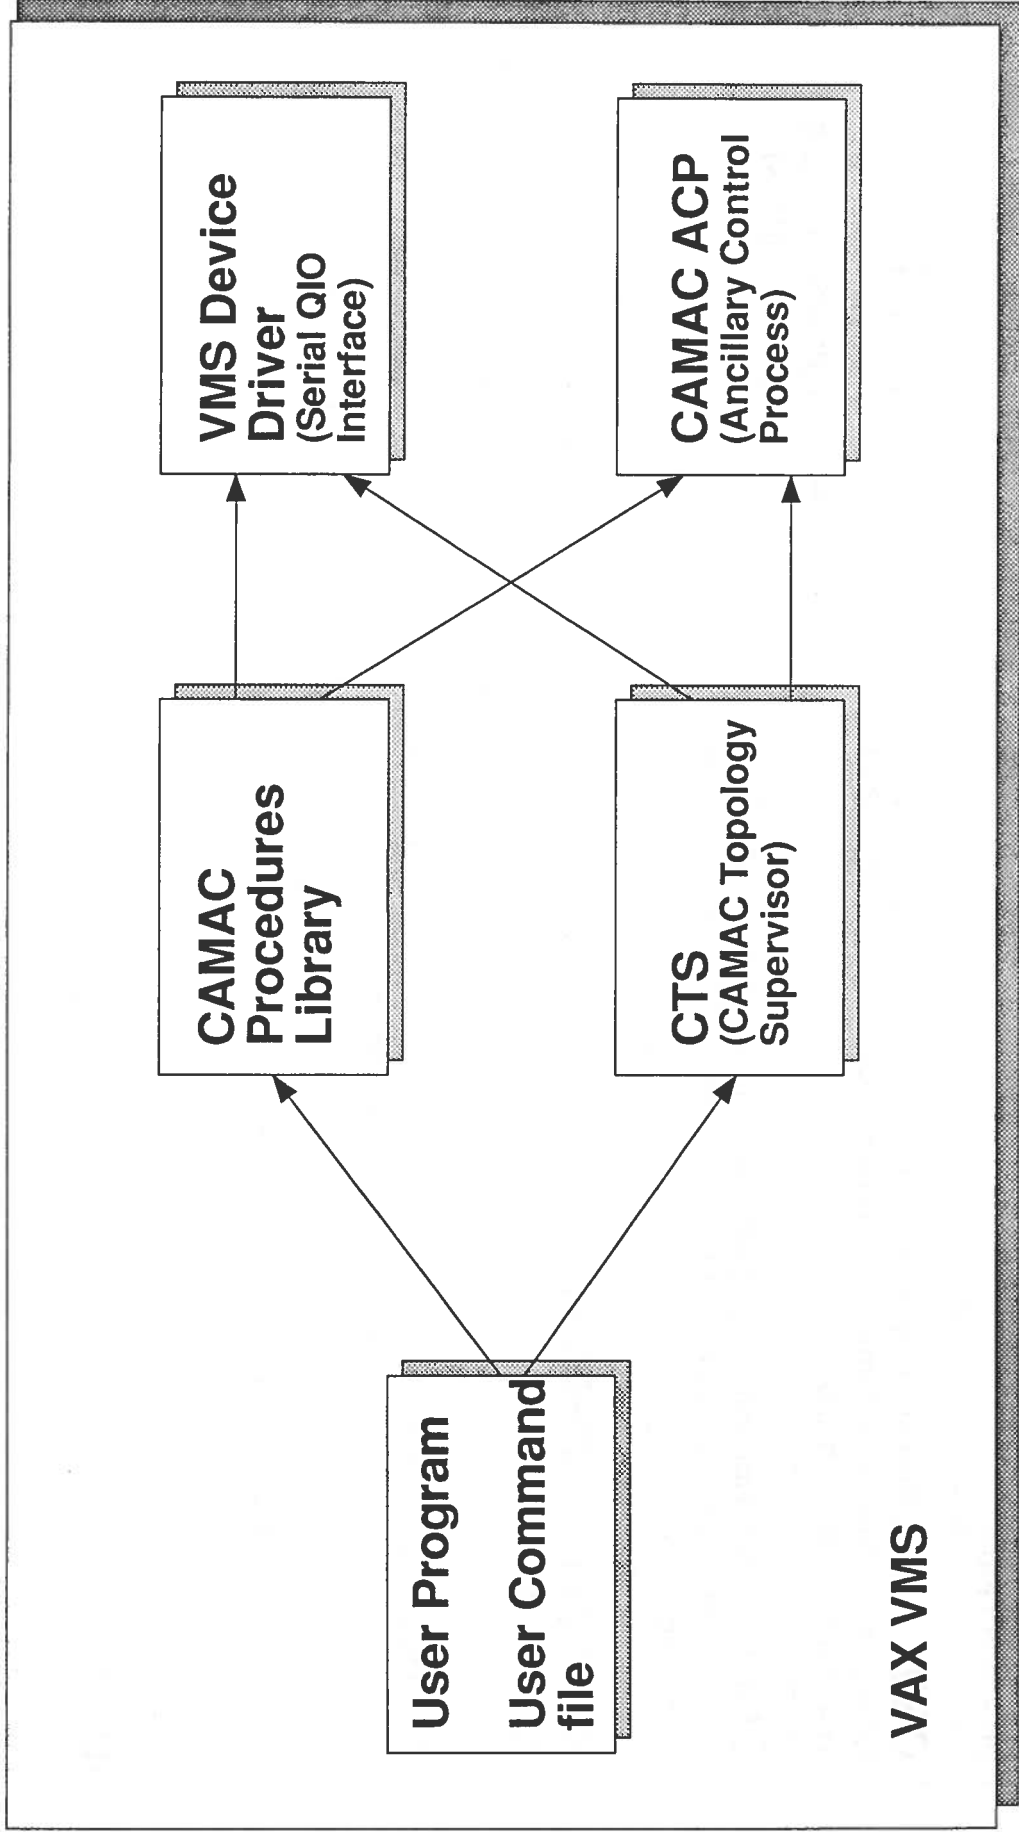 User Program
User Command
file
CAMAC
Procedures
Library
CTS
(CAMAC Topology
Supervisor)
VMS Device
Driver
(Serial QIO
Interface)
CAMAC ACP
(Ancillary Control
Process)
VAX VMS